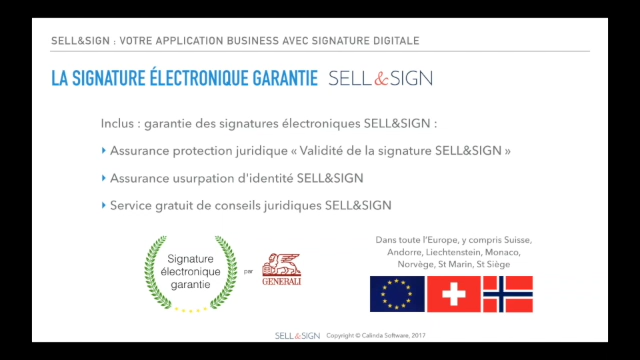 SELL&SIGN : VOTRE APPLICATION BUSINESS AVEC SIGNATURE DIGITALE
LA SIGNATURE ÉLECTRONIQUE GARANTIE SELL&SIGN
Inclus : garantie des signatures électroniques SELL&SIGN :
Assurance protection juridique « Validité de la signature SELL&SIGN »
Assurance usurpation d'identité SELL&SIGN
Service gratuit de conseils juridiques SELL&SIGN
Signature
électronique
garantie
par
GENERALI
Dans toute l'Europe, y compris Suisse,
Andorre, Liechtenstein, Monaco,
Norvège, St Marin, St Siège
SELL&SIGN Copyright © Calinda Software, 2017